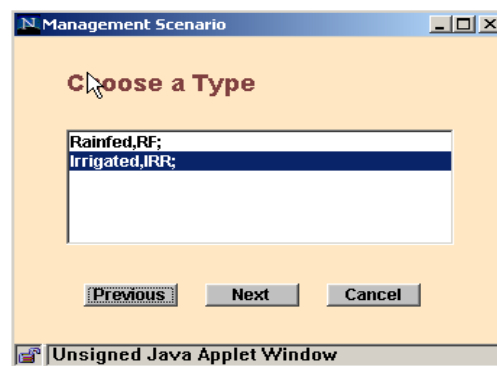 Management Scenario
Choose a Type
Rainfed,RF;
Irrigated,IRR;
Previous Next Cancel
Unsigned Java Applet Window